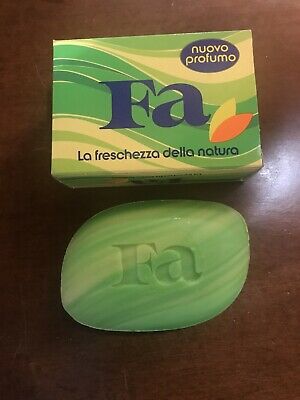 nuovo
profumo
Fa
La freschezza della natura
Fa